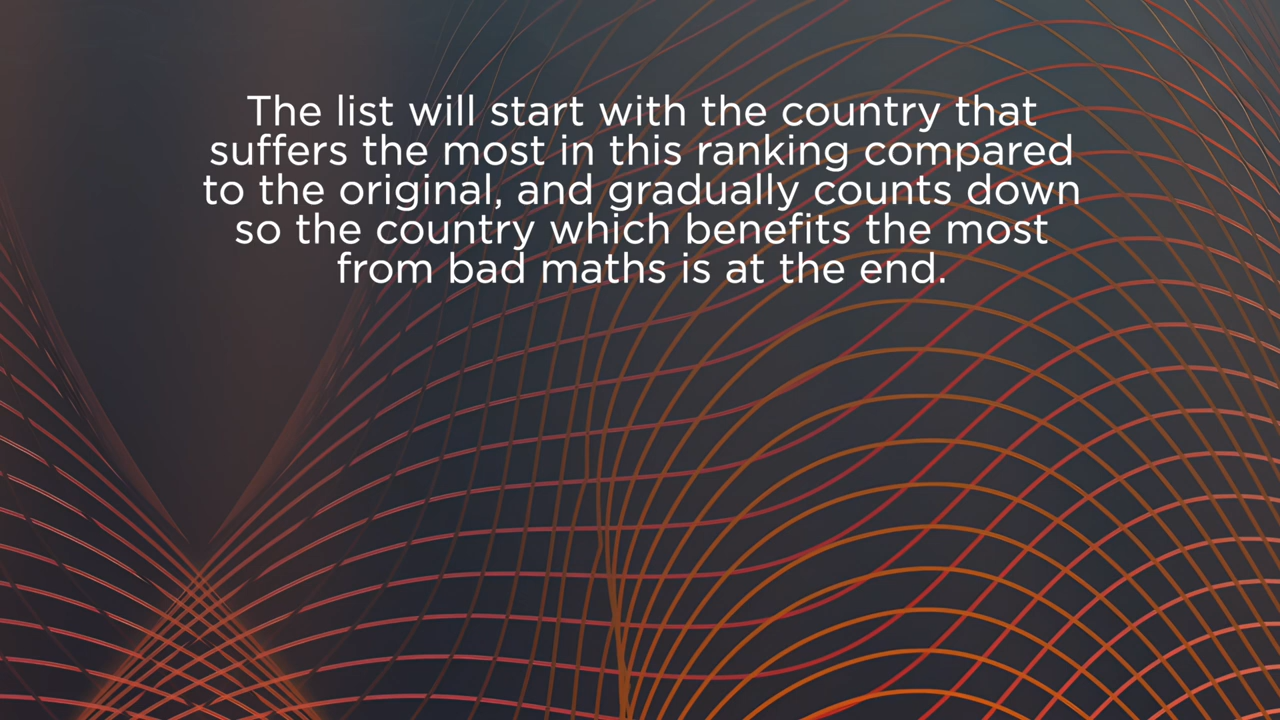 The list will start with the country that
suffers the most in this ranking compared
to the original, and gradually counts down
so the country which benefits the most
from bad maths is at the end.